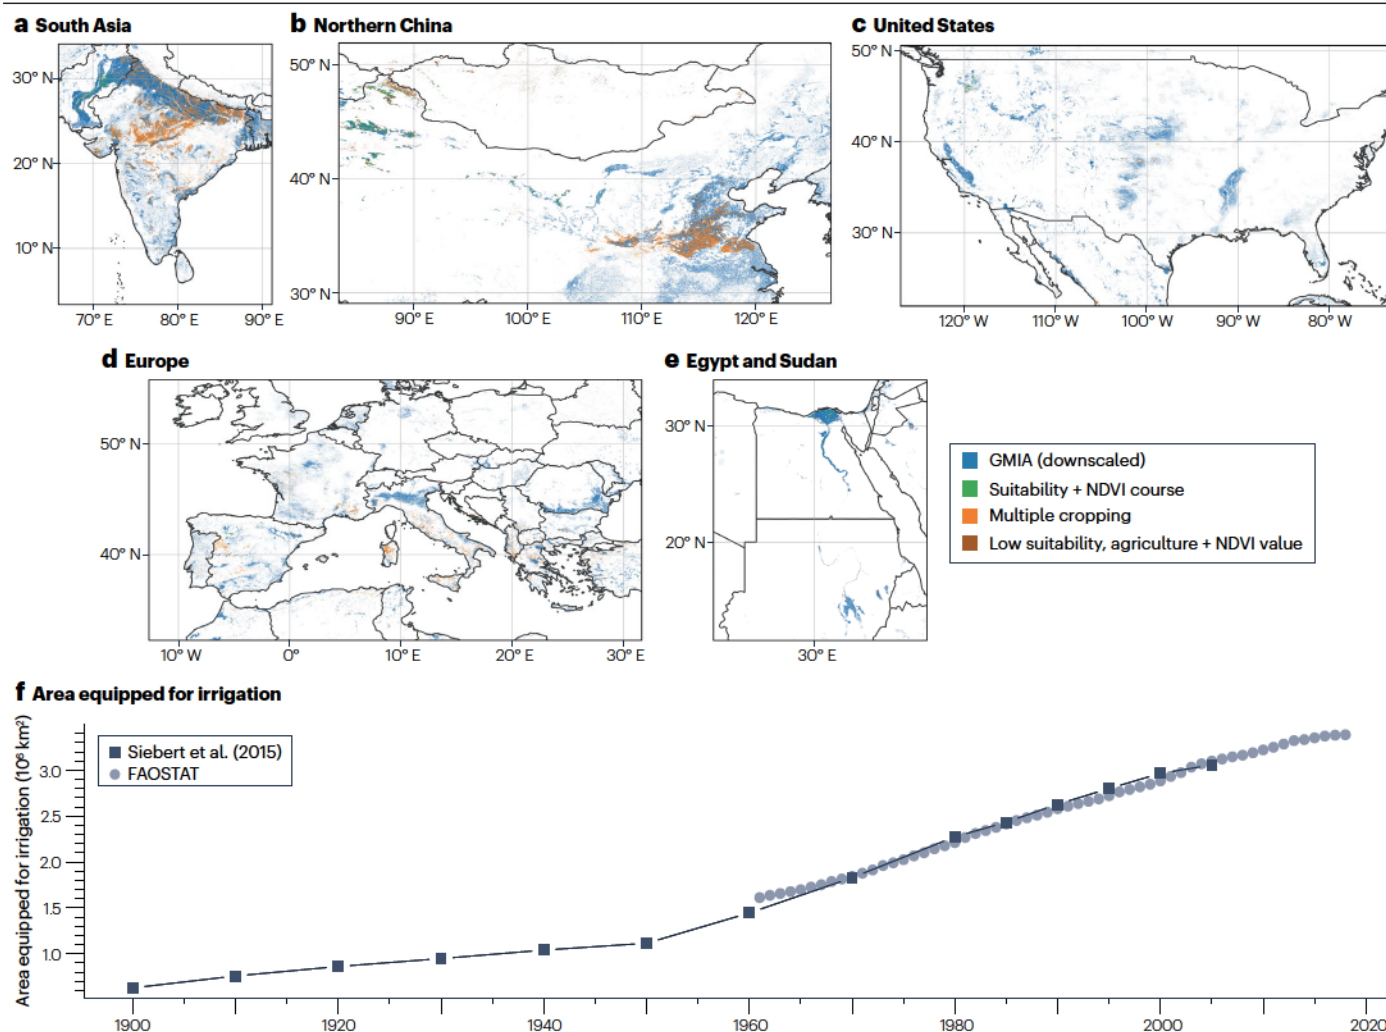 a South Asia
b Northern China
c United States
30° N
20° N
10° N
70° E
80° E
90° E
50° N
40° N
30° N
90° E
100° E
110° E
120° E
50° N
40° N
30° N
120° W
110° W
100° W
90° W
80° W
d Europe
e Egypt and Sudan
50° N
40° N
10° W
0°
10° E
20° E
30° E
30° N
20° N
30° E
GMIA (downscaled)
Suitability + NDVI course
Multiple cropping
Low suitability, agriculture + NDVI value
f Area equipped for irrigation
Area equipped for irrigation (10⁶ km²)
Siebert et al. (2015)
FAOSTAT
3.0
2.5
2.0
1.5
1.0
1900
1920
1940
1960
1980
2000
2020